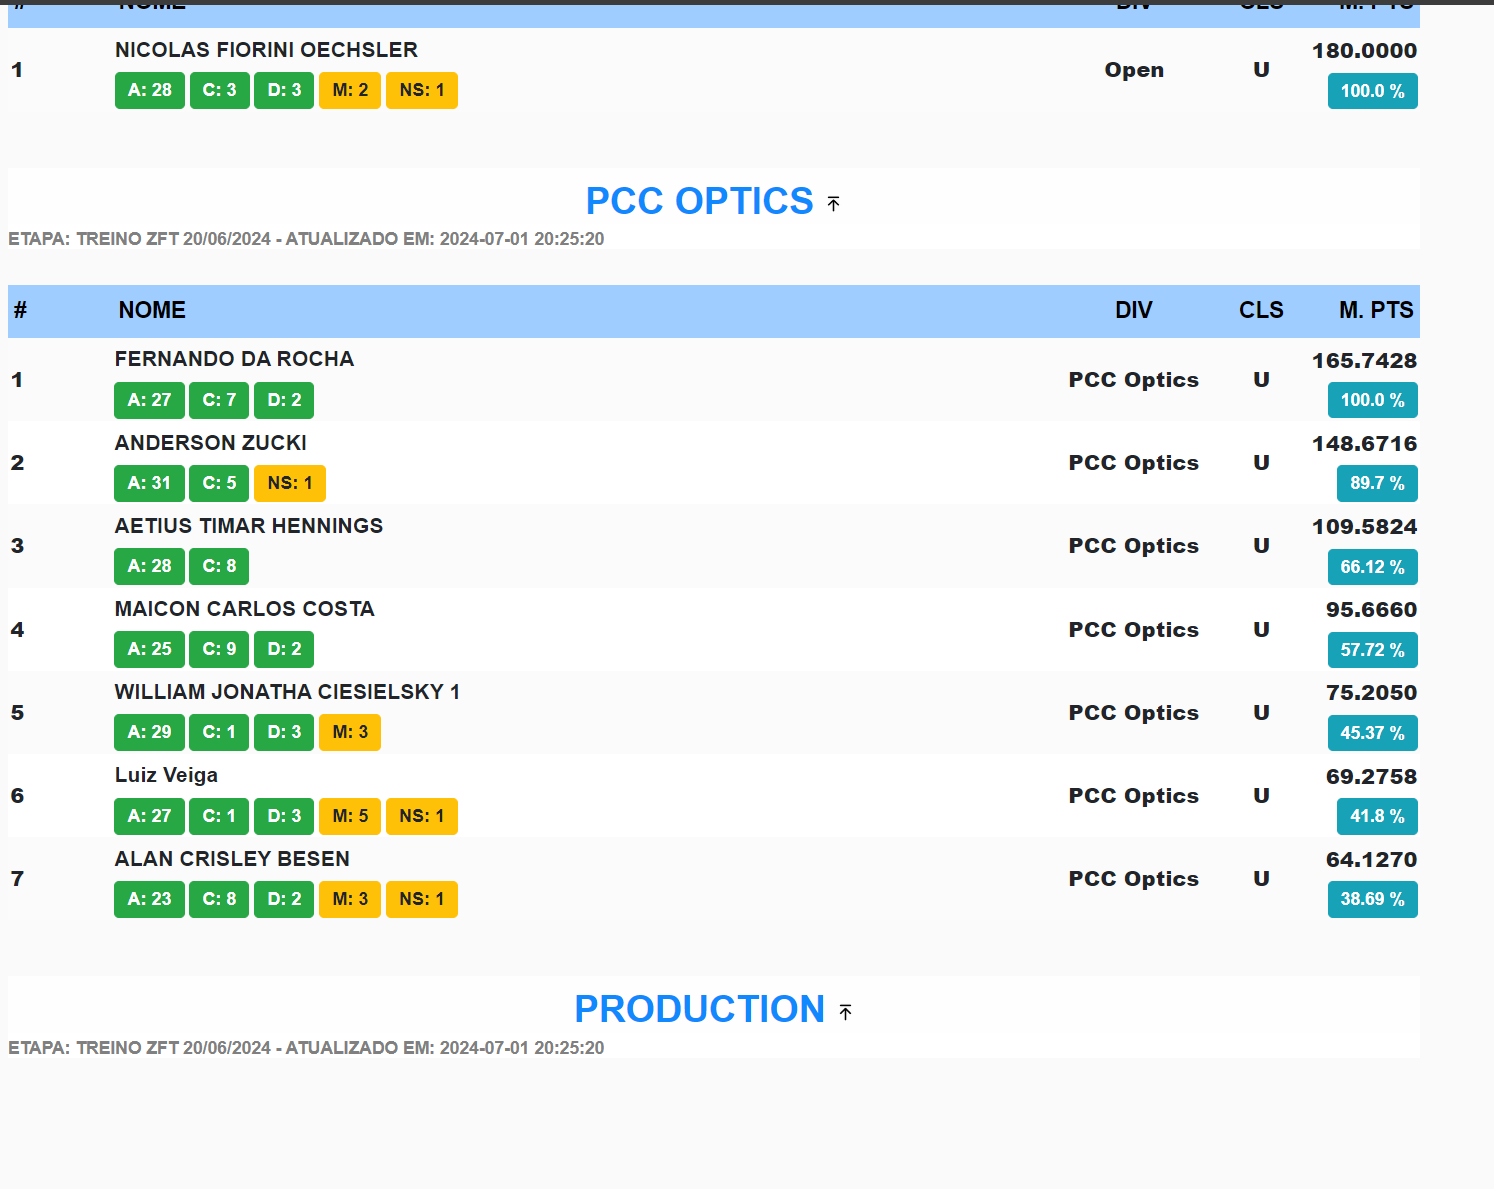 # NOME DIV CLS M. PTS
1 NICOLAS FIORINI OECHSLER Open U 180.0000
A: 28 C: 3 D: 3 M: 2 NS: 1 100.0 %
PCC OPTICS
ETAPA: TREINO ZFT 20/06/2024 - ATUALIZADO EM: 2024-07-01 20:25:20
# NOME DIV CLS M. PTS
1 FERNANDO DA ROCHA PCC Optics U 165.7428
A: 27 C: 7 D: 2 100.0 %
2 ANDERSON ZUCKI PCC Optics U 148.6716
A: 31 C: 5 NS: 1 89.7 %
3 AETIUS TIMAR HENNINGS PCC Optics U 109.5824
A: 28 C: 8 66.12 %
4 MAICON CARLOS COSTA PCC Optics U 95.6660
A: 25 C: 9 D: 2 57.72 %
5 WILLIAM JONATHA CIESIELSKY 1 PCC Optics U 75.2050
A: 29 C: 1 D: 3 M: 3 45.37 %
6 Luiz Veiga PCC Optics U 69.2758
A: 27 C: 1 D: 3 M: 5 NS: 1 41.8 %
7 ALAN CRISLEY BESEN PCC Optics U 64.1270
A: 23 C: 8 D: 2 M: 3 NS: 1 38.69 %
PRODUCTION
ETAPA: TREINO ZFT 20/06/2024 - ATUALIZADO EM: 2024-07-01 20:25:20